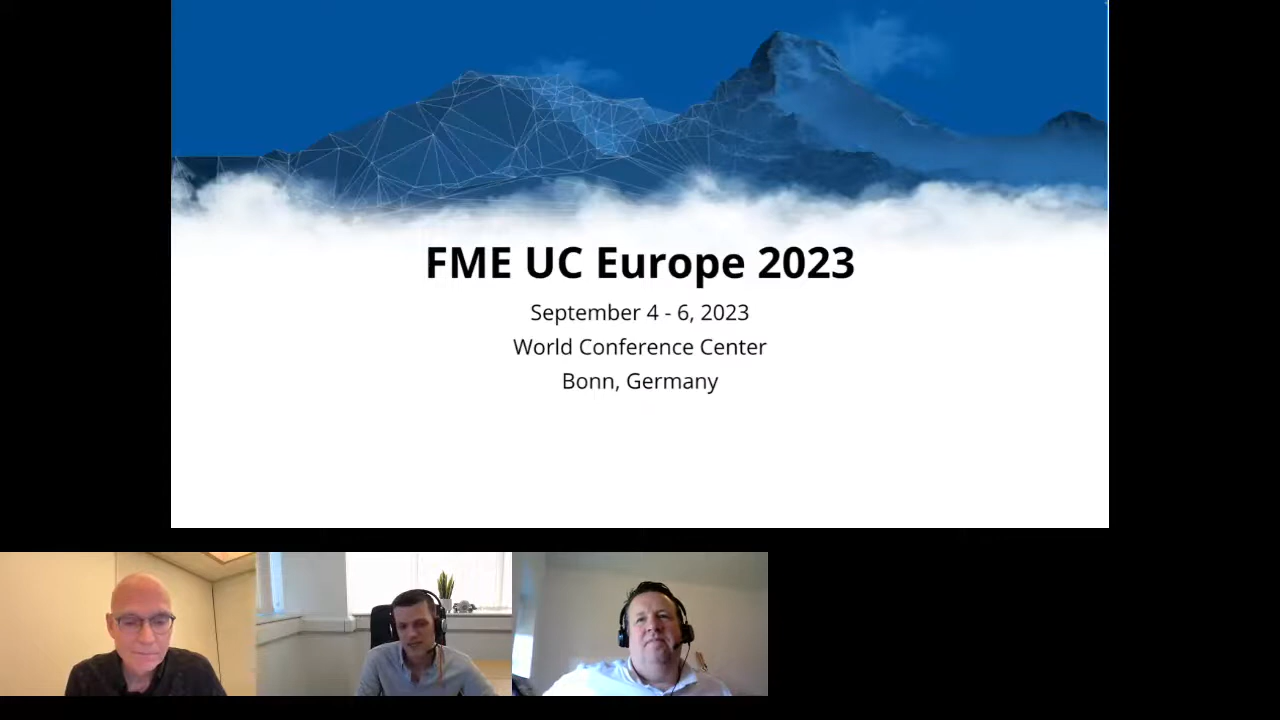 FME UC Europe 2023
September 4 - 6, 2023
World Conference Center
Bonn, Germany